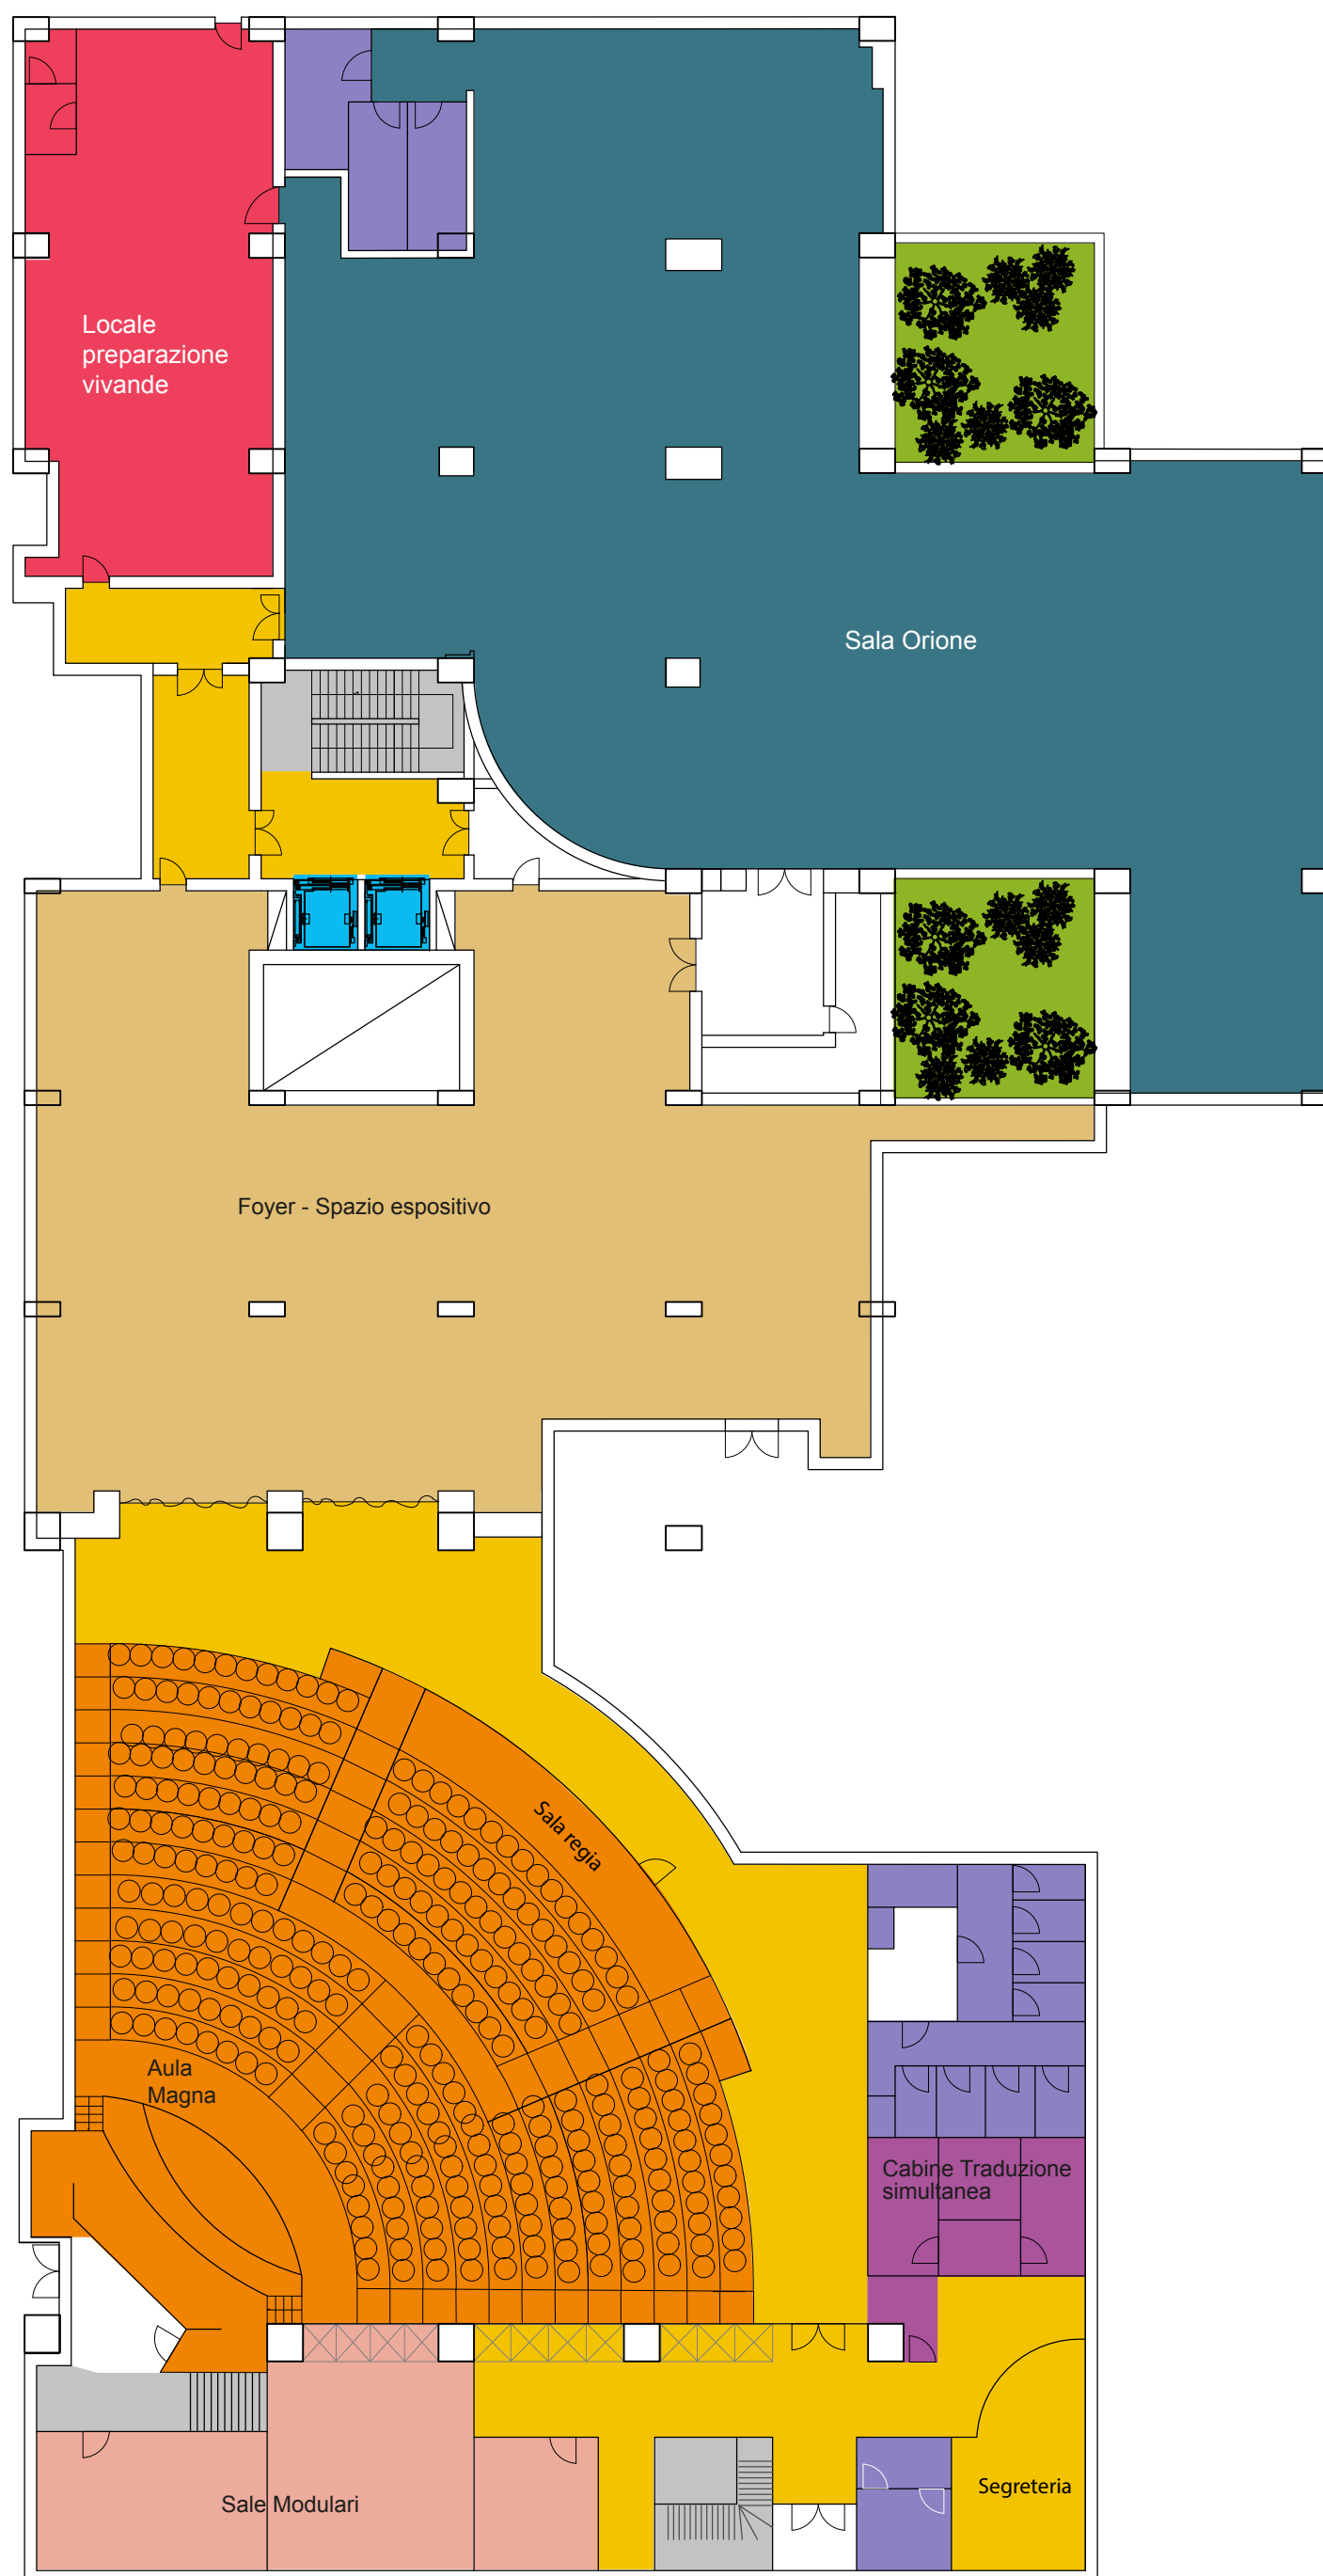 Locale
preparazione
vivande
Sala Orione
Foyer - Spazio espositivo
Sala regia
Aula
Magna
Cabine Traduzione
simultanea
Segreteria
Sale Modulari